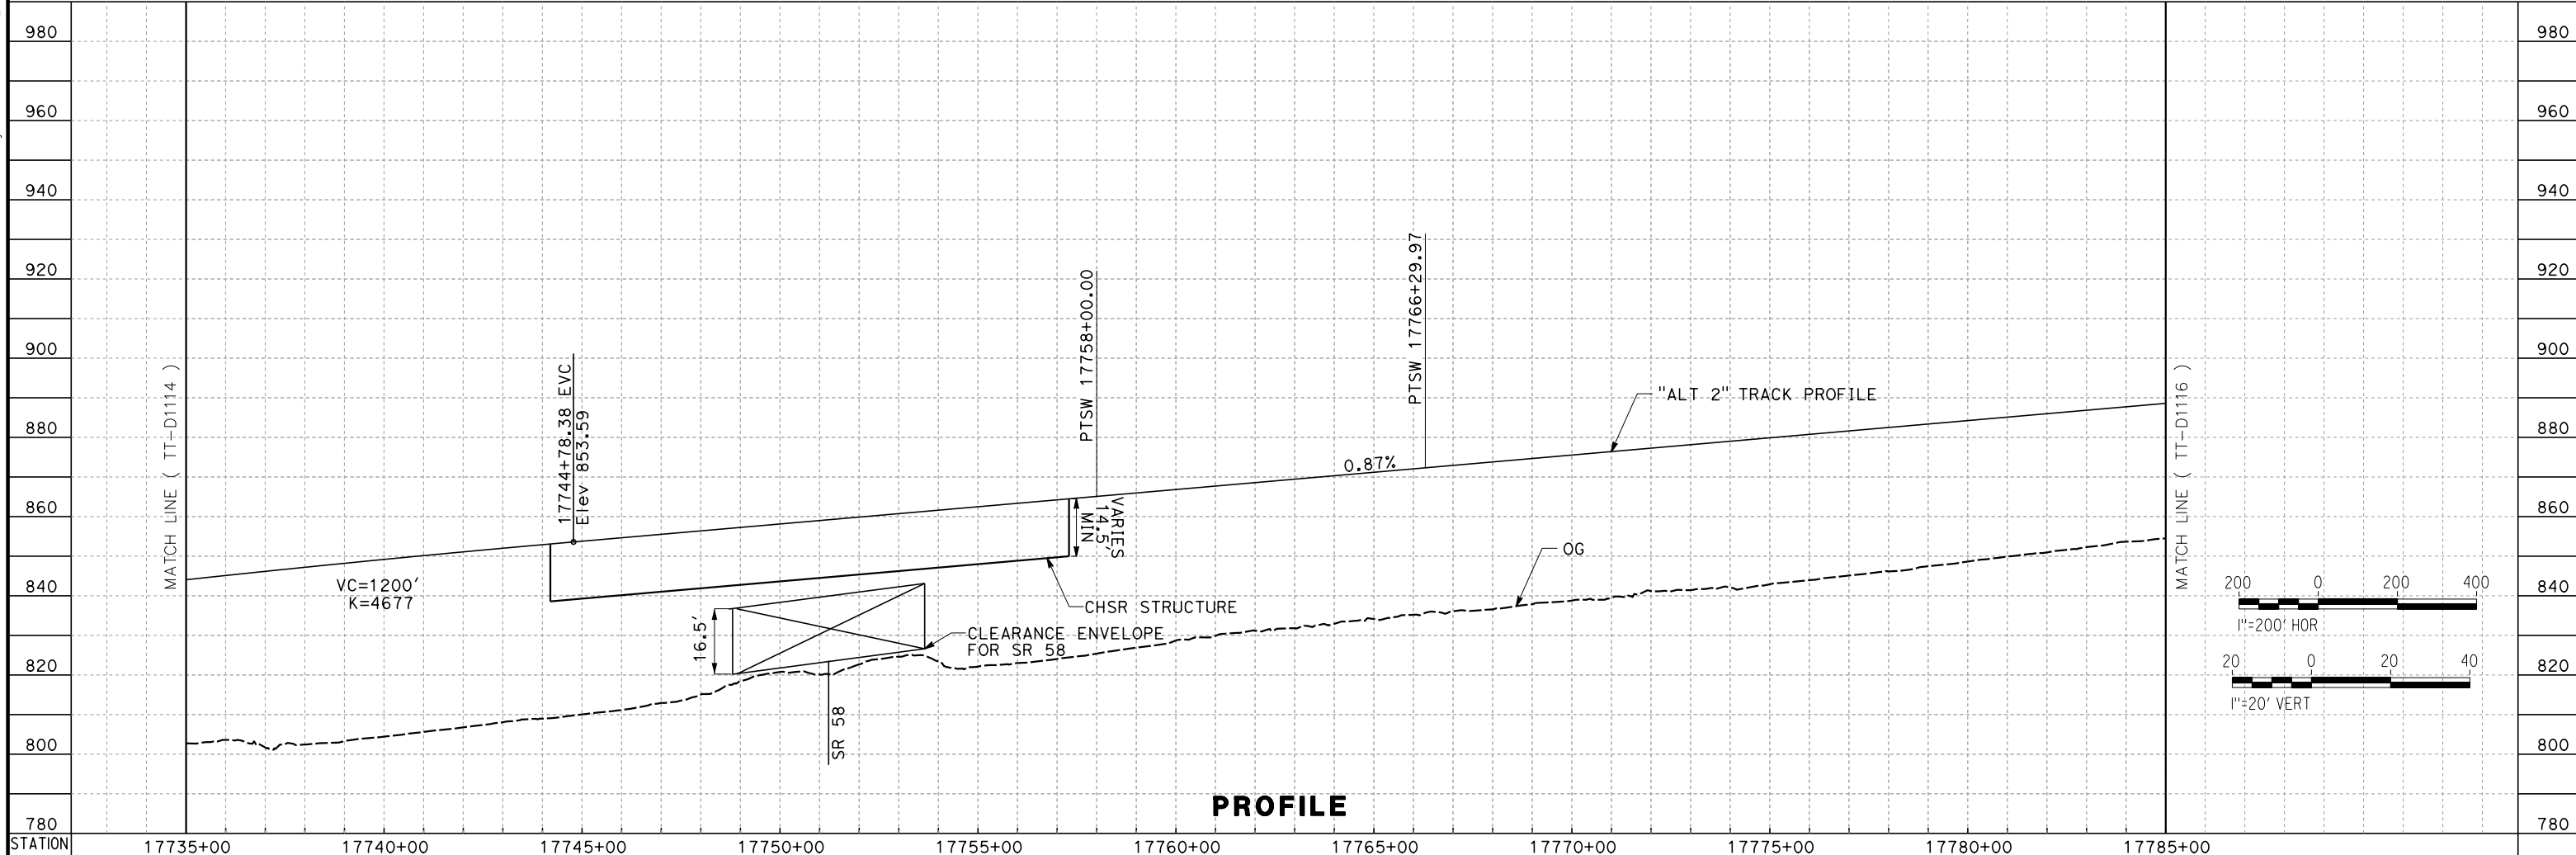 980 980
960 960
940 940
920 920
900 900
880 880
860 860
840 840
820 820
800 800
780 780
MATCH LINE ( TT-D1114 )
VC=1200'
K=4677
17744+78.38 EVC
Elev 853.59
16.5'
SR 58
CLEARANCE ENVELOPE
FOR SR 58
CHSR STRUCTURE
VARIES
14.5'
MIN
PTSW 17758+00.00
PTSW 17766+29.97
0.87%
"ALT 2" TRACK PROFILE
OG
MATCH LINE ( TT-D1116 )
200 0 200 400
1"=200' HOR
20 0 20 40
1"=20' VERT
PROFILE
STATION 17735+00 17740+00 17745+00 17750+00 17755+00 17760+00 17765+00 17770+00 17775+00 17780+00 17785+00